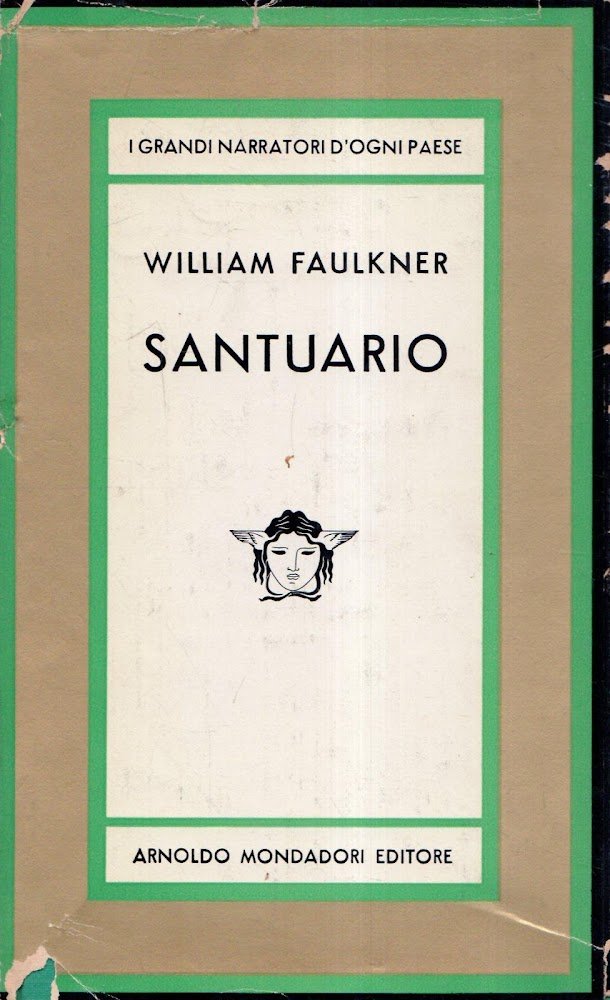 I GRANDI NARRATORI D'OGNI PAESE
WILLIAM FAULKNER
SANTUARIO
ARNOLDO MONDADORI EDITORE